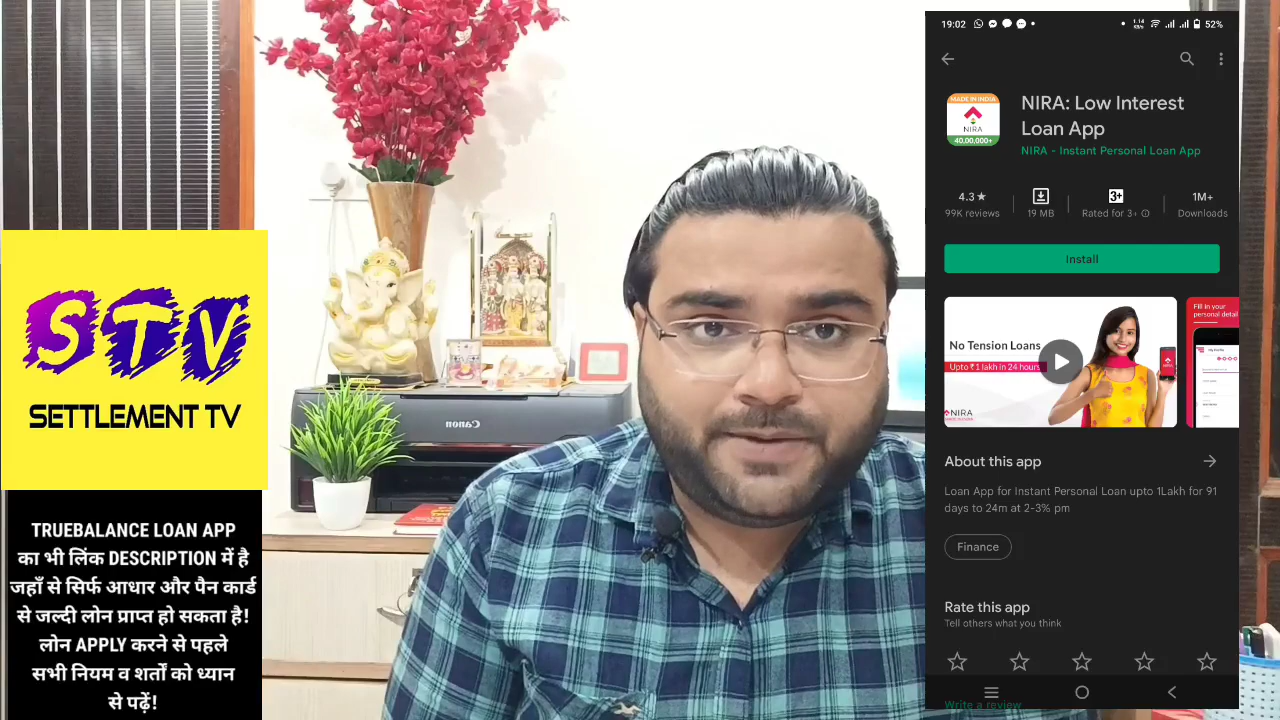 STV
SETTLEMENT TV
TRUEBALANCE LOAN APP
का भी लिंक DESCRIPTION में है
जहाँ से सिर्फ आधार और पैन कार्ड
से जल्दी लोन प्राप्त हो सकता है!
लोन APPLY करने से पहले
सभी नियम व शर्तों को ध्यान
से पढ़ें!
Canon
19:02
52%
MADE IN INDIA
NIRA
40,00,000+
NIRA: Low Interest
Loan App
NIRA - Instant Personal Loan App
4.3★
99K reviews
19 MB
3+
Rated for 3+
1M+
Downloads
Install
No Tension Loans
Upto ₹1 lakh in 24 hours
NIRA
Fill in your
personal detail
About this app
Loan App for Instant Personal Loan upto 1Lakh for 91
days to 24m at 2-3% pm
Finance
Rate this app
Tell others what you think
Write a review